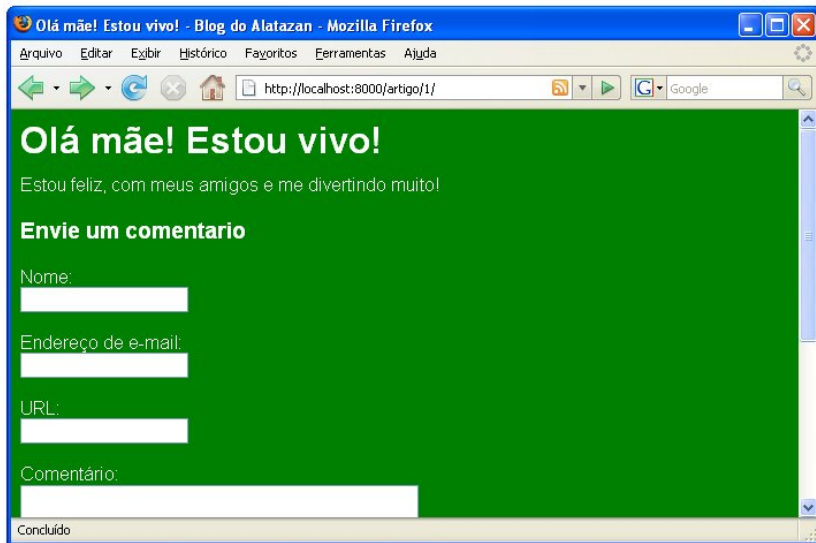 Olá mãe! Estou vivo! - Blog do Alatazan - Mozilla Firefox
Arquivo Editar Exibir Histórico Favoritos Ferramentas Ajuda
http://localhost:8000/artigo/1/ G Google
Olá mãe! Estou vivo!
Estou feliz, com meus amigos e me divertindo muito!
Envie um comentario
Nome:
Endereço de e-mail:
URL:
Comentário:
Concluído